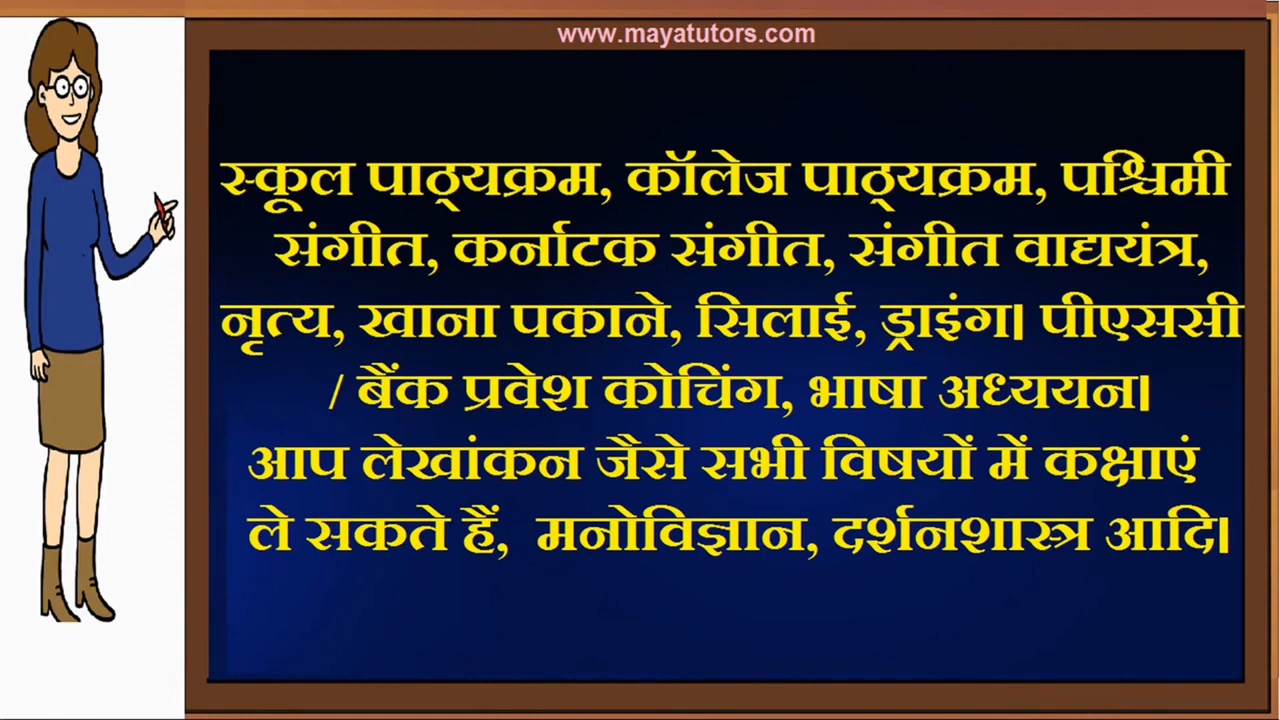 www.mayatutors.com
स्कूल पाठ्यक्रम, कॉलेज पाठ्यक्रम, पश्चिमी
संगीत, कर्नाटक संगीत, संगीत वाद्ययंत्र,
नृत्य, खाना पकाने, सिलाई, ड्राइंग। पीएससी
/ बैंक प्रवेश कोचिंग, भाषा अध्ययन।
आप लेखांकन जैसे सभी विषयों में कक्षाएं
ले सकते हैं, मनोविज्ञान, दर्शनशास्त्र आदि।